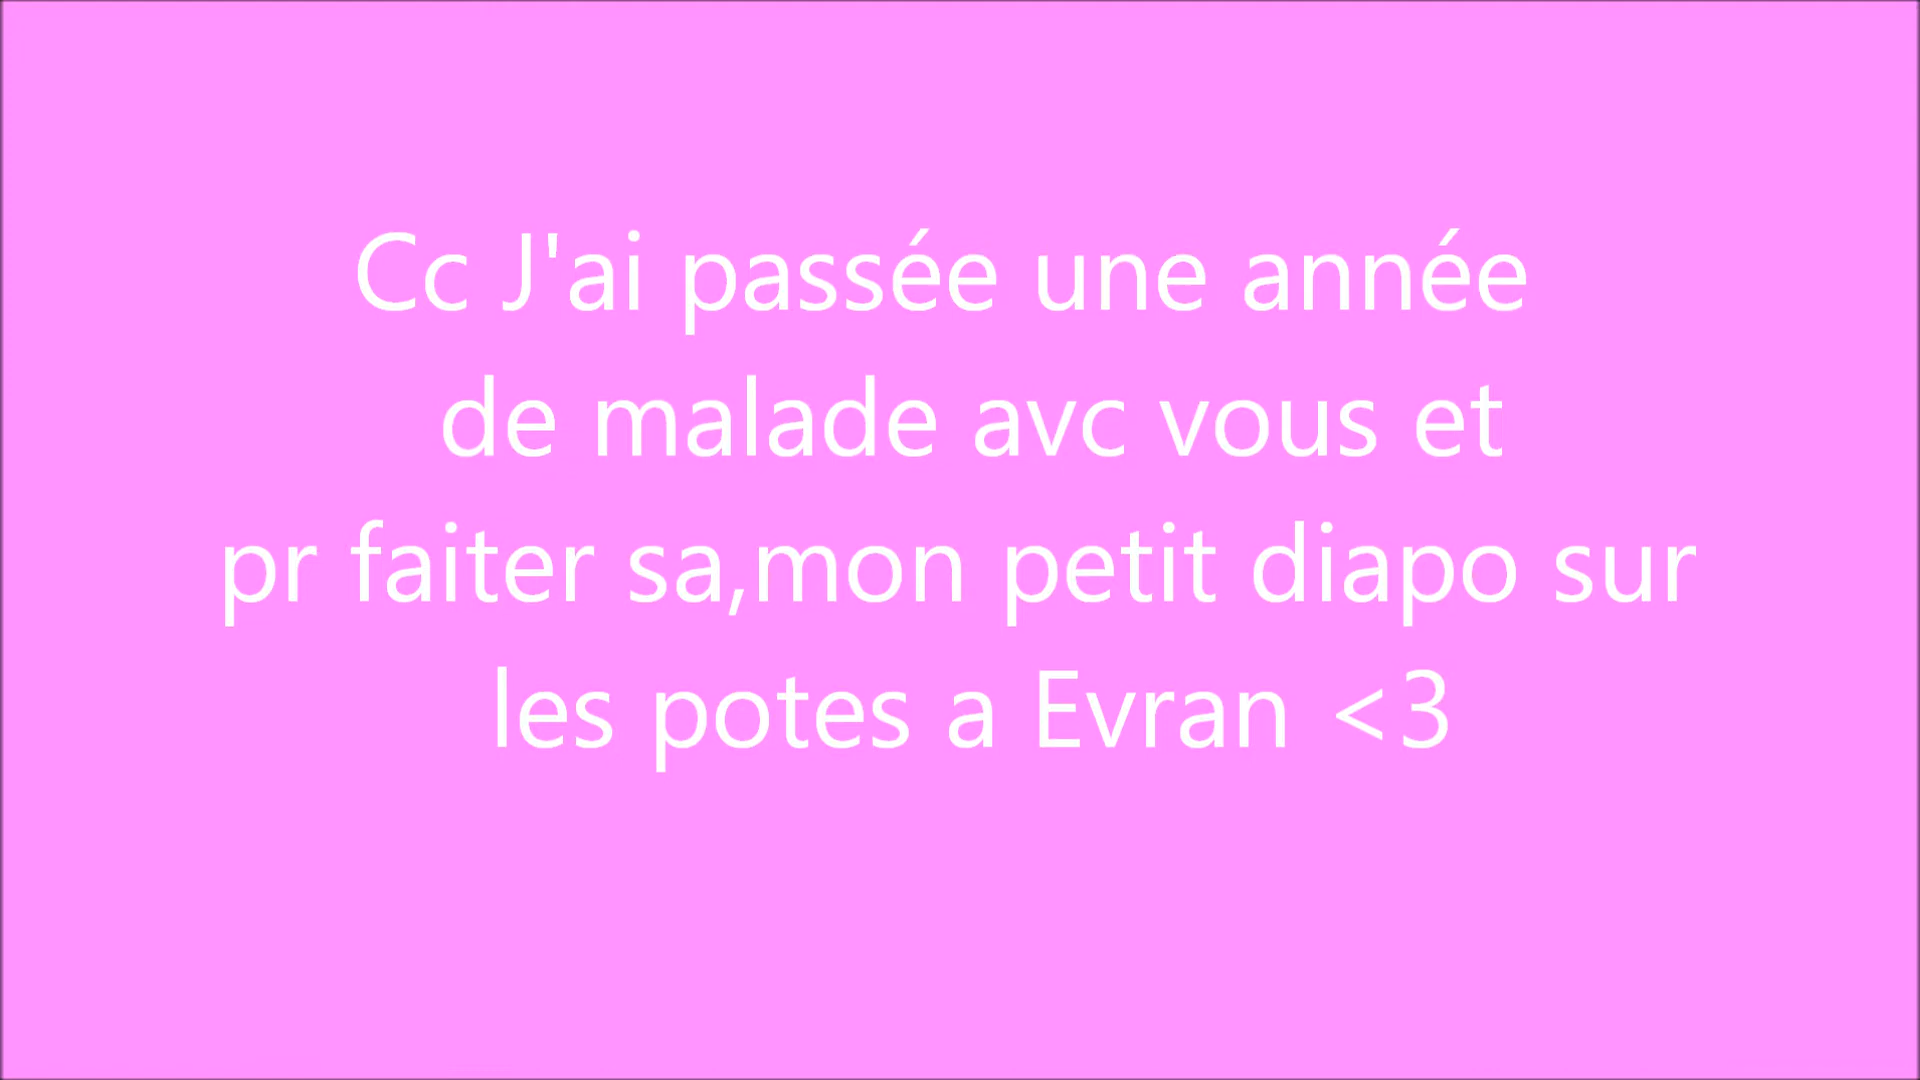 Cc J'ai passée une année
de malade avc vous et
pr faiter sa,mon petit diapo sur
les potes a Evran <3